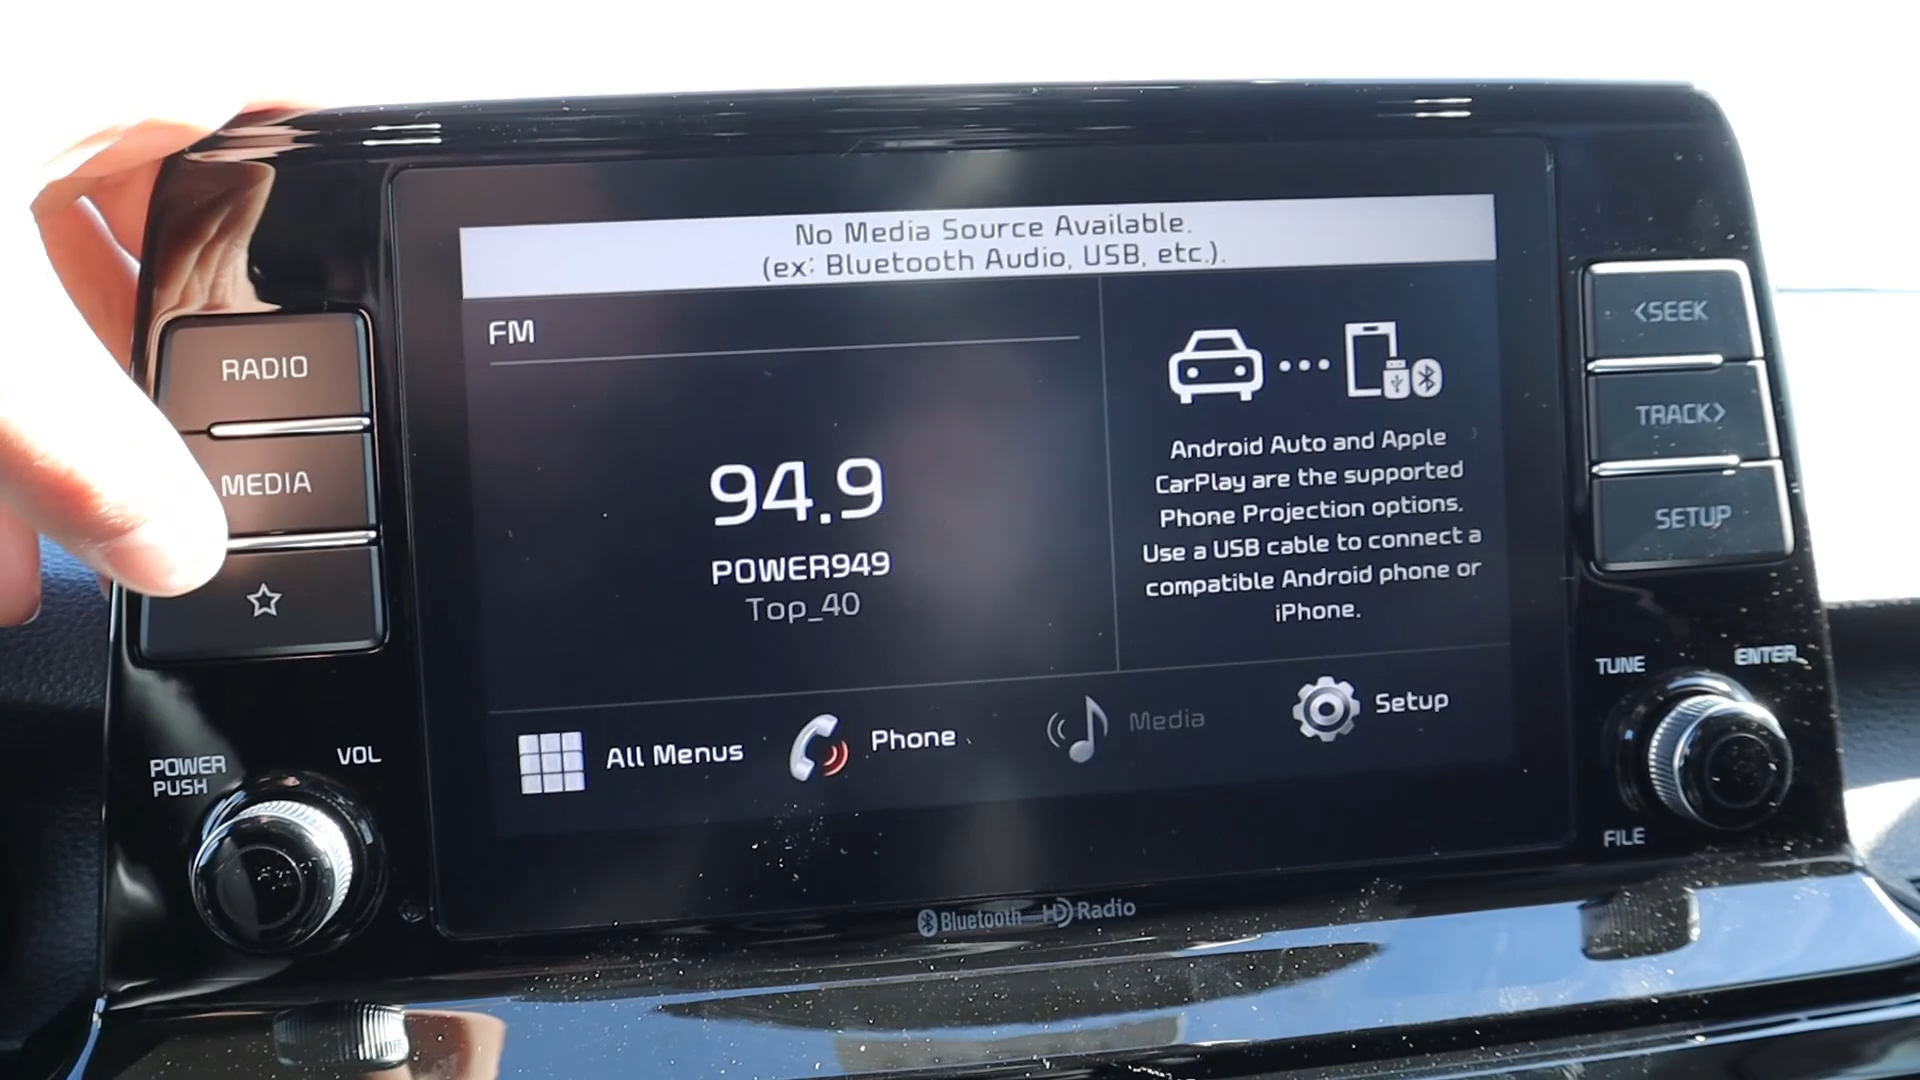 No Media Source Available.
(ex: Bluetooth Audio, USB, etc.).
RADIO
MEDIA
FM
94.9
POWER949
Top_40
Android Auto and Apple
CarPlay are the supported
Phone Projection options.
Use a USB cable to connect a
compatible Android phone or
iPhone.
All Menus
Phone
Media
Setup
<SEEK
TRACK>
SETUP
POWER
PUSH
VOL
TUNE
ENTER
FILE
Bluetooth
HD Radio